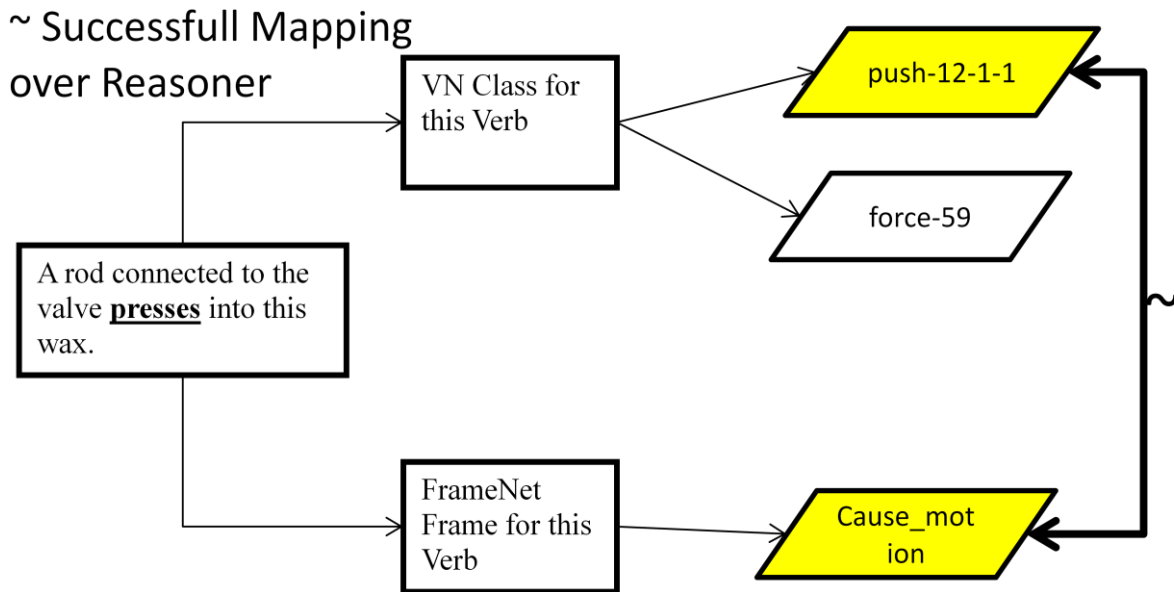 ~ Successfull Mapping
over Reasoner
VN Class for
this Verb
push-12-1-1
force-59
A rod connected to the
valve presses into this
wax.
~
FrameNet
Frame for this
Verb
Cause_mot
ion